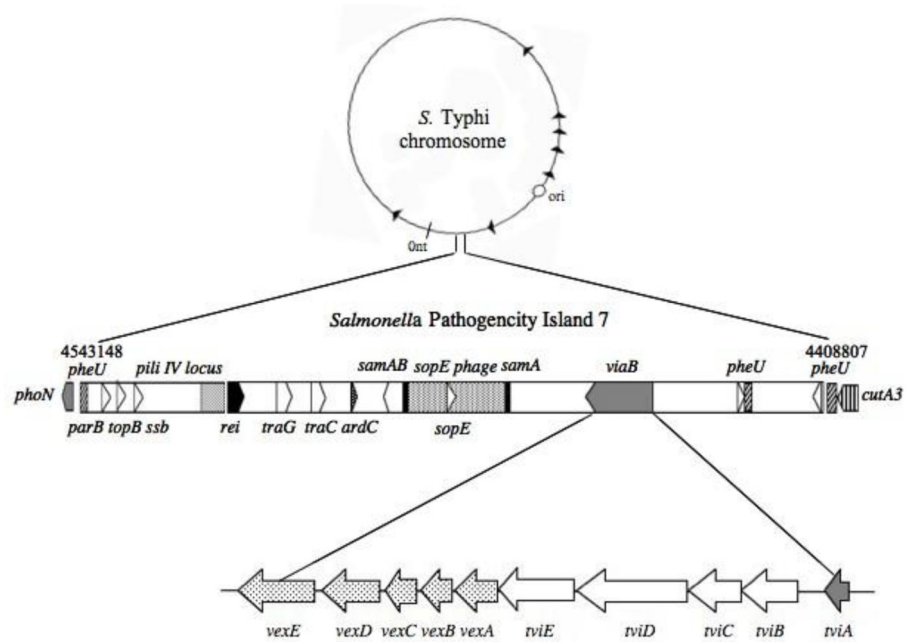 S. Typhi
chromosome
ori
0nt
Salmonella Pathogencity Island 7
4543148
4408807
pheU
pili IV locus
samAB
sopE phage
samA
viaB
pheU
pheU
phoN
cutA3
parB
topB
ssb
rei
traG
traC
ardC
sopE
vexE
vexD
vexC
vexB
vexA
tviE
tviD
tviC
tviB
tviA